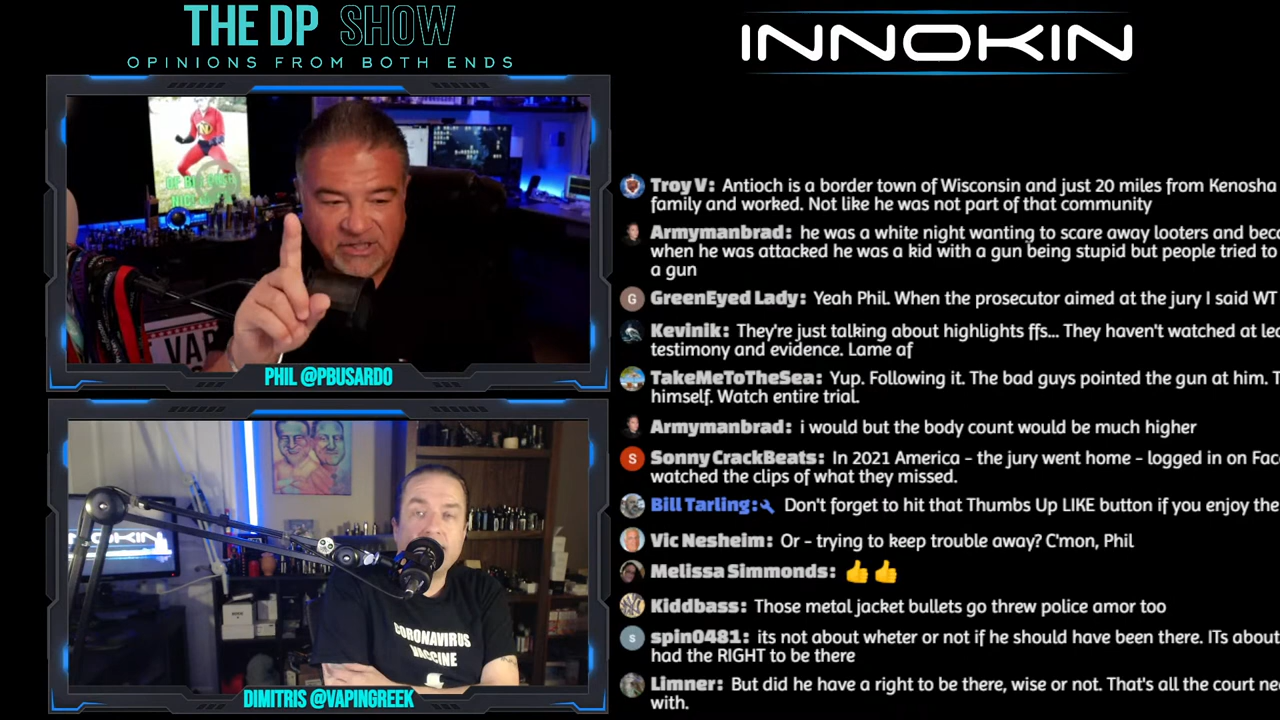 THE DP SHOW
OPINIONS FROM BOTH ENDS
INNOKIN
N
VAP
PHIL @PBUSARDO
Troy V: Antioch is a border town of Wisconsin and just 20 miles from Kenosha
family and worked. Not like he was not part of that community
Armymanbrad: he was a white night wanting to scare away looters and beca
when he was attacked he was a kid with a gun being stupid but people tried to
a gun
G GreenEyed Lady: Yeah Phil. When the prosecutor aimed at the jury I said WT
Kevinik: They're just talking about highlights ffs... They haven't watched at lea
testimony and evidence. Lame af
TakeMeToTheSea: Yup. Following it. The bad guys pointed the gun at him. T
himself. Watch entire trial.
Armymanbrad: i would but the body count would be much higher
S Sonny CrackBeats: In 2021 America - the jury went home - logged in on Fac
watched the clips of what they missed.
Bill Tarling: Don't forget to hit that Thumbs Up LIKE button if you enjoy the
Vic Nesheim: Or - trying to keep trouble away? C'mon, Phil
Melissa Simmonds: 👍👍
Kiddbass: Those metal jacket bullets go threw police amor too
s spin0481: its not about wheter or not if he should have been there. ITs about
had the RIGHT to be there
Limner: But did he have a right to be there, wise or not. That's all the court nee
with.
NOKIN
CORONAVIRUS
VACCINE
DIMITRIS @VAPINGREEK